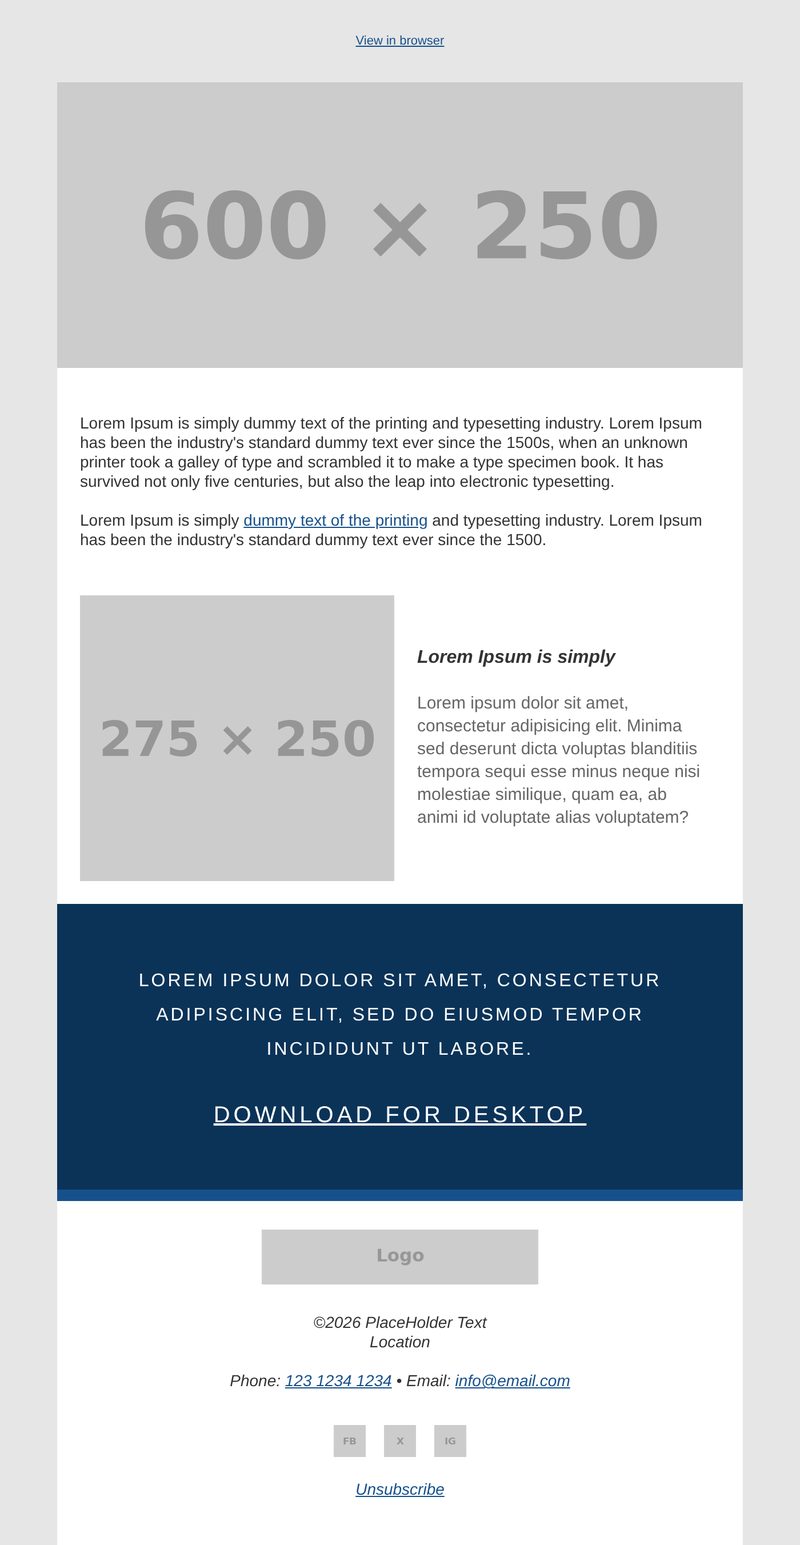 View in browser
600 × 250
Lorem Ipsum is simply dummy text of the printing and typesetting industry. Lorem Ipsum
has been the industry's standard dummy text ever since the 1500s, when an unknown
printer took a galley of type and scrambled it to make a type specimen book. It has
survived not only five centuries, but also the leap into electronic typesetting.
Lorem Ipsum is simply dummy text of the printing and typesetting industry. Lorem Ipsum
has been the industry's standard dummy text ever since the 1500.
275 × 250
Lorem Ipsum is simply
Lorem ipsum dolor sit amet,
consectetur adipisicing elit. Minima
sed deserunt dicta voluptas blanditiis
tempora sequi esse minus neque nisi
molestiae similique, quam ea, ab
animi id voluptate alias voluptatem?
LOREM IPSUM DOLOR SIT AMET, CONSECTETUR
ADIPISCING ELIT, SED DO EIUSMOD TEMPOR
INCIDIDUNT UT LABORE.
DOWNLOAD FOR DESKTOP
Logo
©2026 PlaceHolder Text
Location
Phone: 123 1234 1234 • Email: info@email.com
FB X IG
Unsubscribe